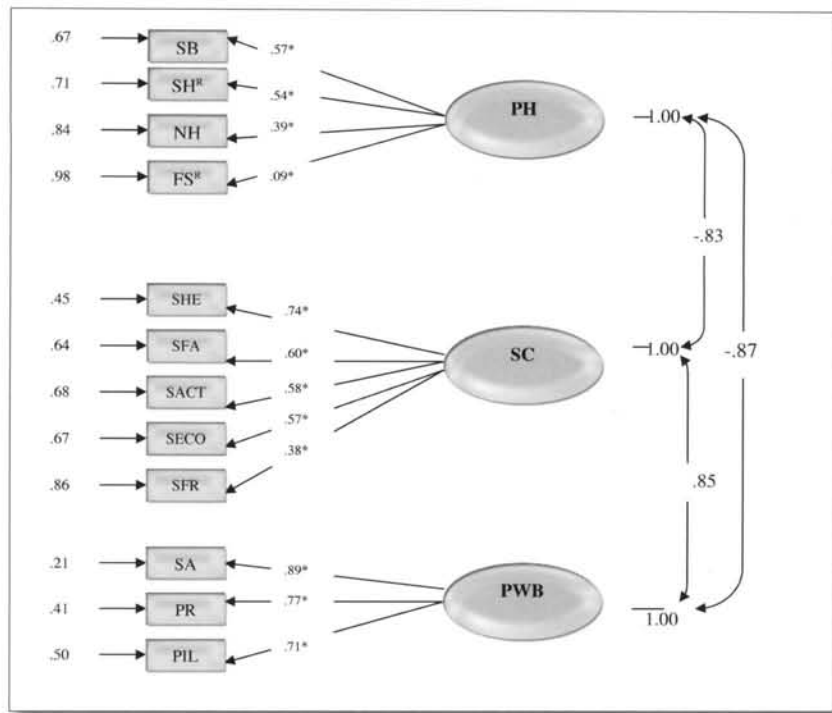 .67 SB .57*
.71 SHᴿ .54* PH 1.00
.84 NH .39*
.98 FSᴿ .09*
-.83
.45 SHE .74*
.64 SFA .60* SC 1.00 -.87
.68 SACT .58*
.67 SECO .57*
.38*
.86 SFR .85
.21 SA .89*
.41 PR .77* PWB 1.00
.50 PIL .71*